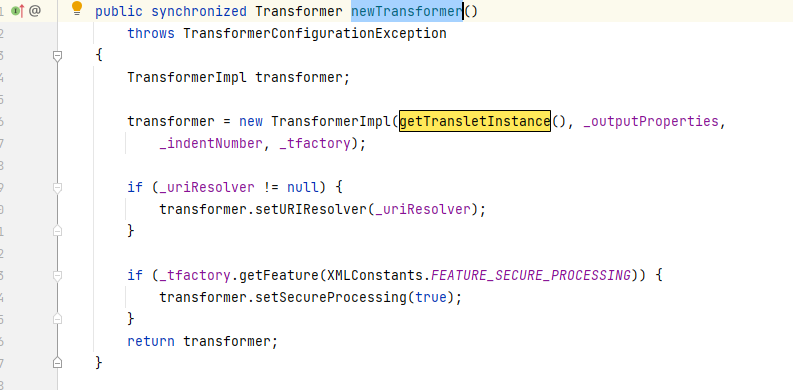 public synchronized Transformer newTransformer()
throws TransformerConfigurationException
{
TransformerImpl transformer;
transformer = new TransformerImpl(getTransletInstance(), _outputProperties,
_indentNumber, _tfactory);
if (_uriResolver != null) {
transformer.setURIResolver(_uriResolver);
}
if (_tfactory.getFeature(XMLConstants.FEATURE_SECURE_PROCESSING)) {
transformer.setSecureProcessing(true);
}
return transformer;
}